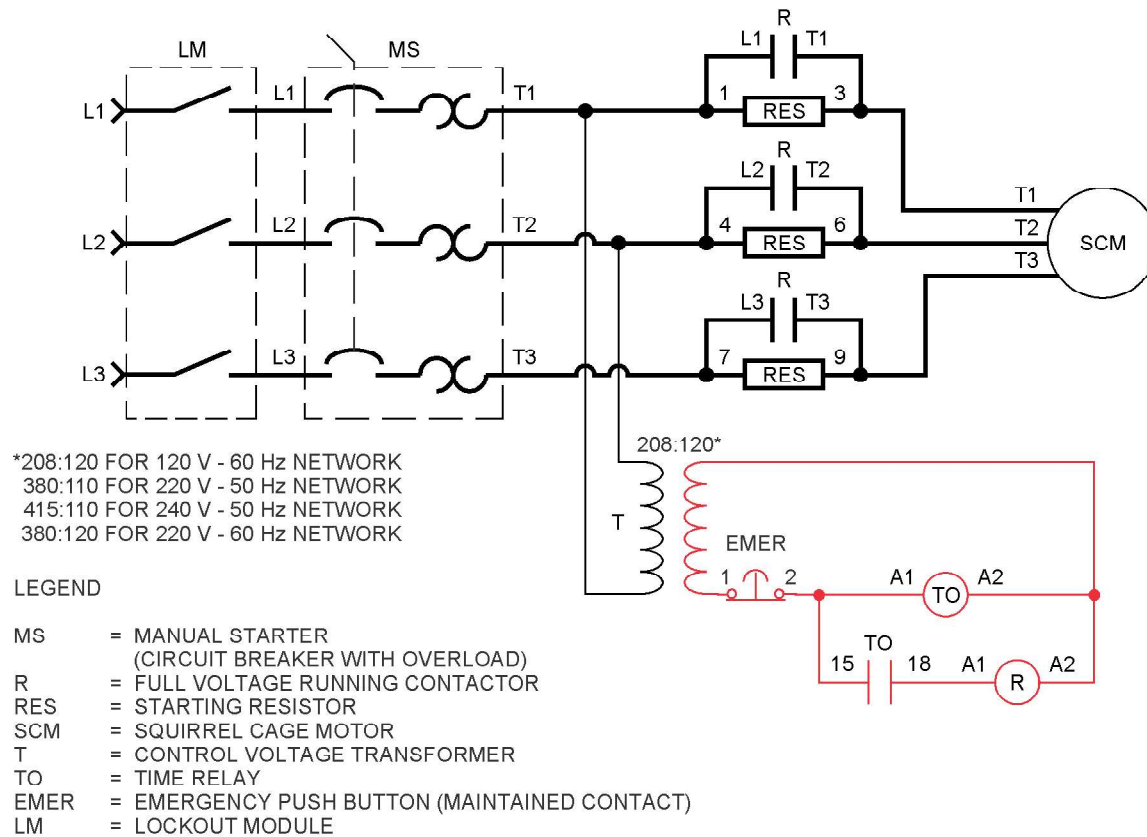 R
LM
MS
L1
T1
L1
L1
T1
1
RES
3
R
L2
T2
T1
L2
L2
T2
4
RES
6
T2
SCM
R
T3
L3
T3
L3
L3
T3
7
RES
9
208:120*
*208:120 FOR 120 V - 60 Hz NETWORK
380:110 FOR 220 V - 50 Hz NETWORK
415:110 FOR 240 V - 50 Hz NETWORK
380:120 FOR 220 V - 60 Hz NETWORK
T
EMER
1
2
A1
TO
A2
TO
15
18
A1
R
A2
LEGEND
MS = MANUAL STARTER
(CIRCUIT BREAKER WITH OVERLOAD)
R = FULL VOLTAGE RUNNING CONTACTOR
RES = STARTING RESISTOR
SCM = SQUIRREL CAGE MOTOR
T = CONTROL VOLTAGE TRANSFORMER
TO = TIME RELAY
EMER = EMERGENCY PUSH BUTTON (MAINTAINED CONTACT)
LM = LOCKOUT MODULE